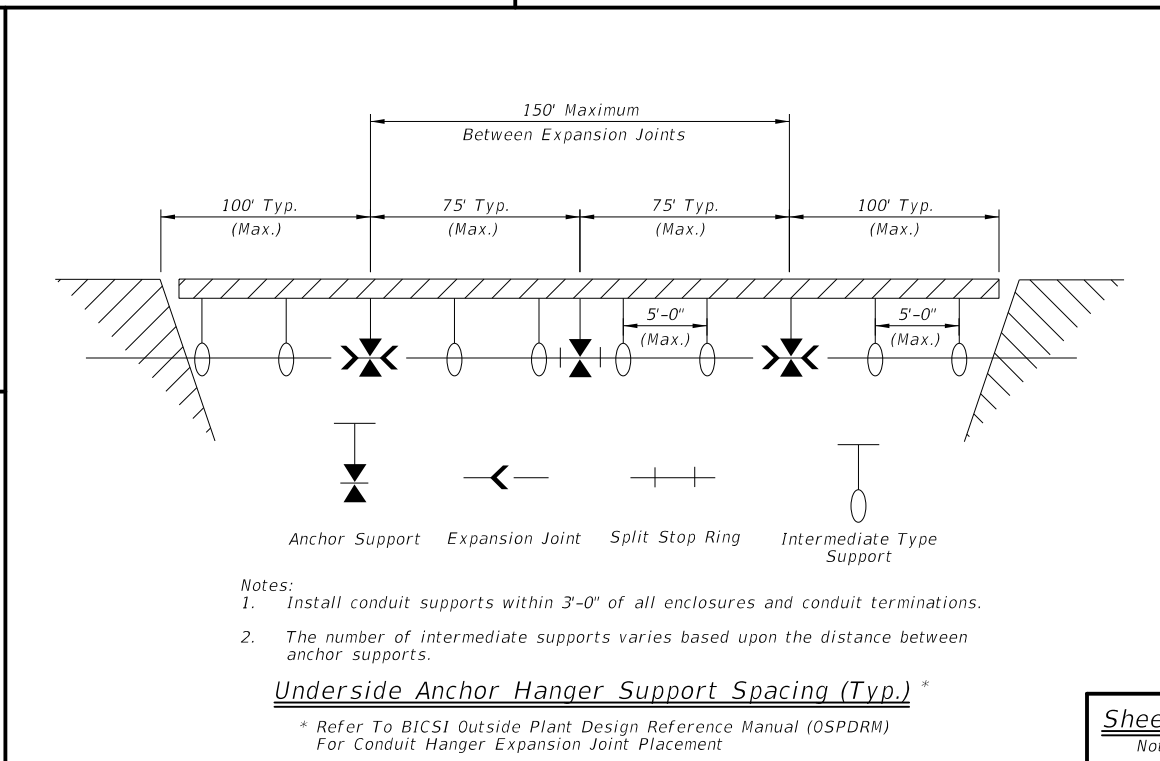 150' Maximum
Between Expansion Joints
100' Typ.
(Max.)
75' Typ.
(Max.)
75' Typ.
(Max.)
100' Typ.
(Max.)
5'-0"
(Max.)
5'-0"
(Max.)
Anchor Support
Expansion Joint
Split Stop Ring
Intermediate Type
Support
Notes:
1. Install conduit supports within 3'-0" of all enclosures and conduit terminations.
2. The number of intermediate supports varies based upon the distance between
anchor supports.
Underside Anchor Hanger Support Spacing (Typ.) *
* Refer To BICSI Outside Plant Design Reference Manual (OSPDRM)
For Conduit Hanger Expansion Joint Placement